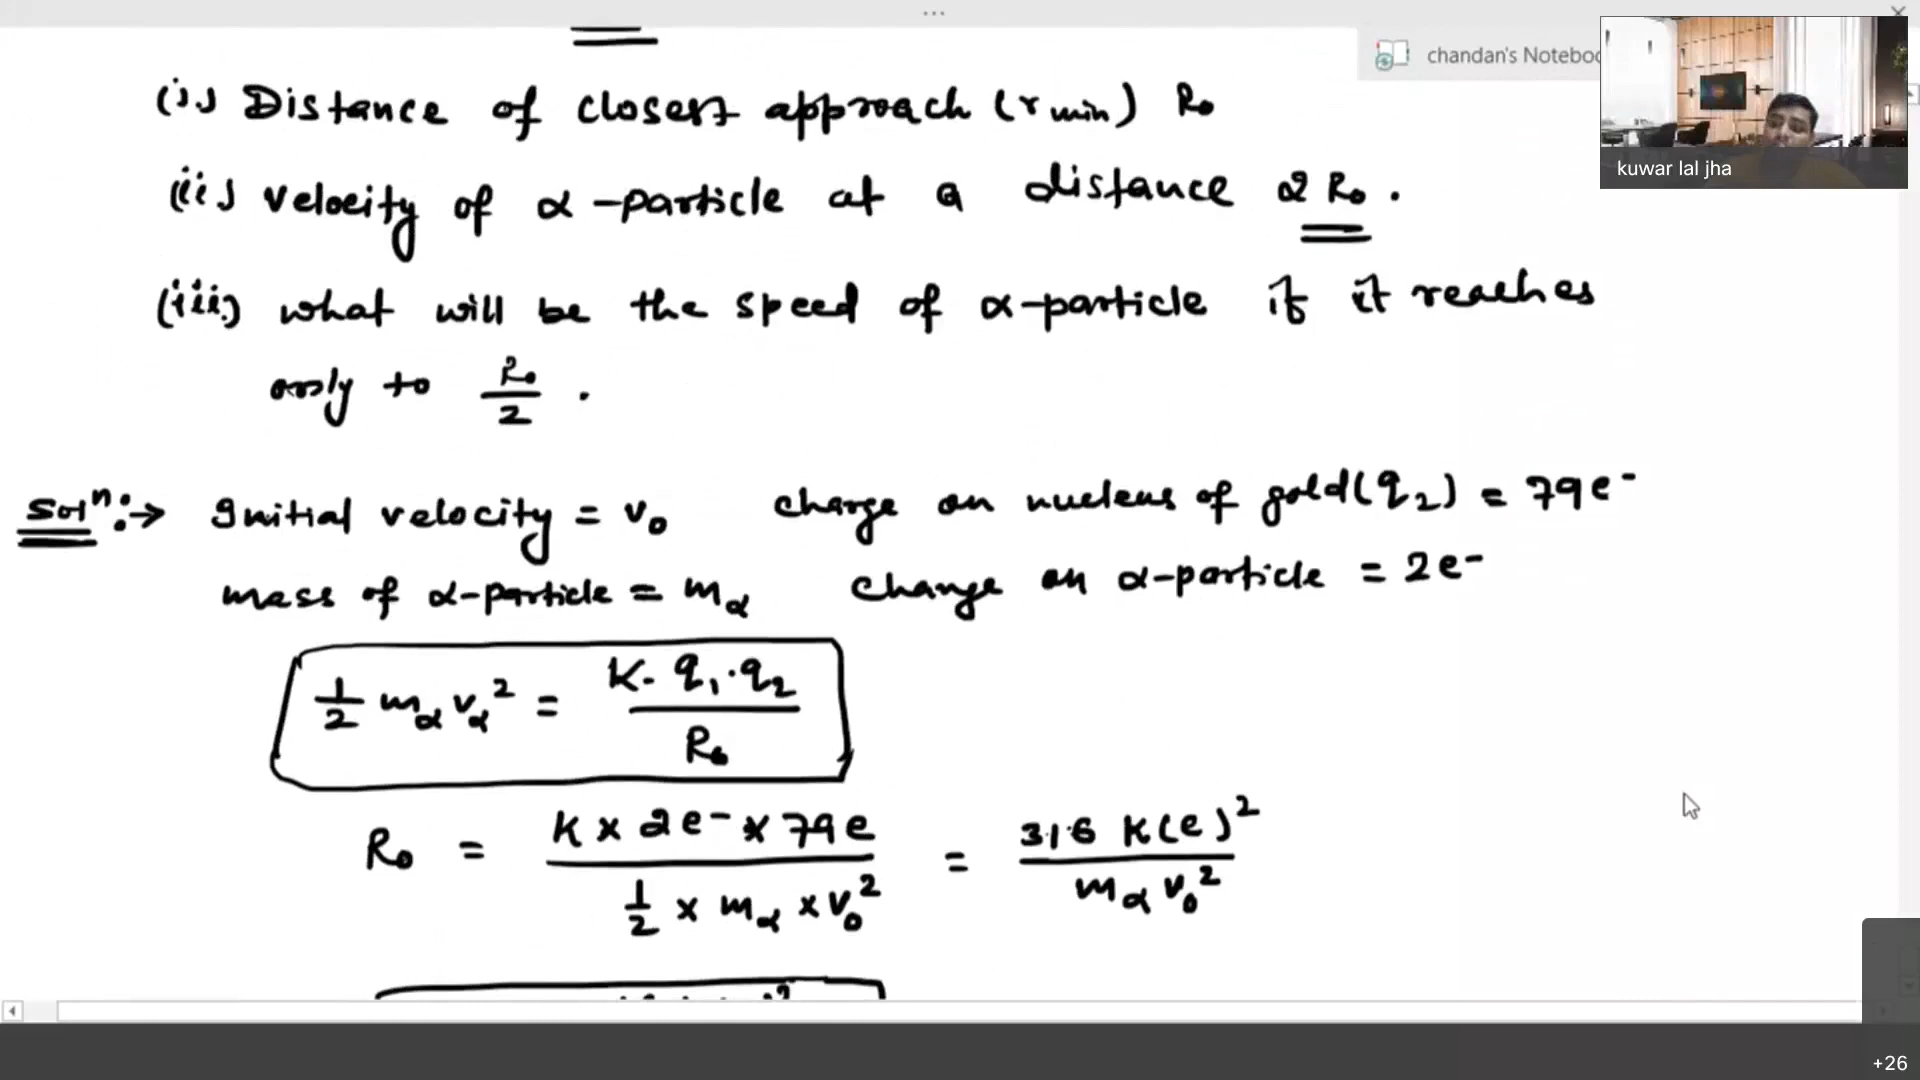 ...
chandan's Noteboo
(i) Distance of closest approach (r min) R₀
(ii) velocity of α-particle at a distance 2R₀.
kuwar lal jha
(iii) what will be the speed of α-particle if it reaches
only to R₀/2.
Solⁿ:→ Initial velocity = v₀ charge on nucleus of gold(q₂) = 79e⁻
mass of α-particle = mα change on α-particle = 2e⁻
1/2 mα vα² = K. q₁.q₂ / R₀
R₀ = K x 2e⁻ x 79e / 1/2 x mα x v₀² = 316 K(e)² / mα v₀²
+26